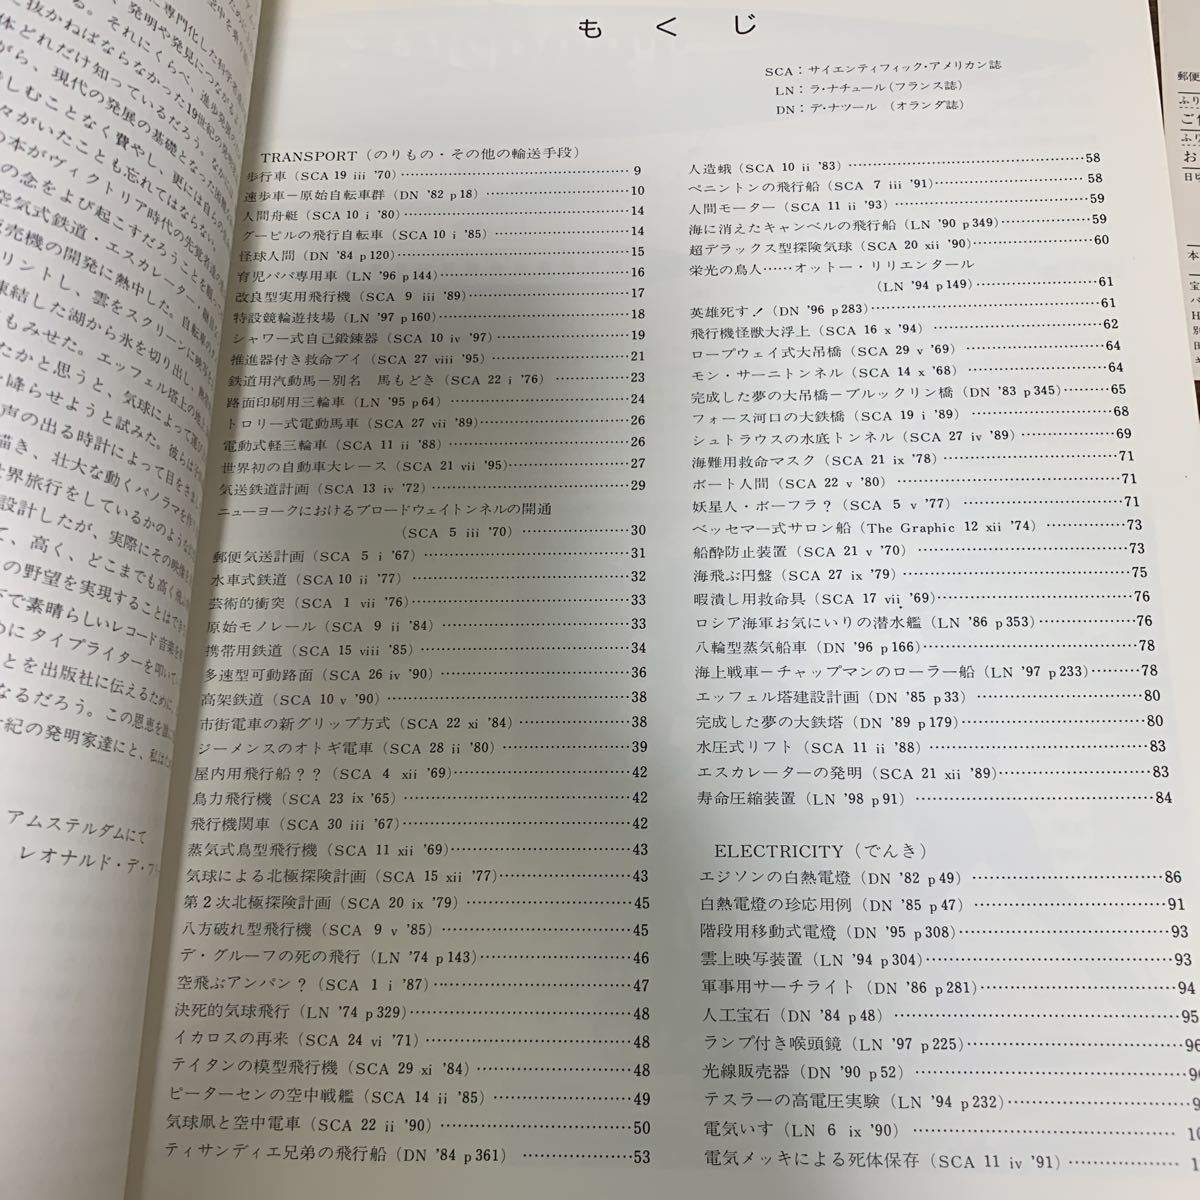 もくじ
SCA：サイエンティフィック・アメリカン誌
LN：ラ・ナチュール（フランス誌）
DN：デ・ナツール（オランダ誌）
TRANSPORT（のりもの・その他の輸送手段）
歩行車（SCA 19 iii '70）……9
速歩車－原始自転車群（DN '82 p18）……10
人間舟艇（SCA 10 i '80）……14
グーピルの飛行自転車（SCA 10 i '85）……14
怪球人間（DN '84 p120）……15
育児ババ専用車（LN '96 p144）……16
改良型実用飛行機（SCA 9 iii '89）……17
特設競輪遊技場（LN '97 p160）……18
シャワー式自己鍛錬器（SCA 10 iv '97）……19
推進器付き救命ブイ（SCA 27 viii '95）……21
鉄道用汽動馬－別名 馬もどき（SCA 22 i '76）……23
路面印刷用三輪車（LN '95 p64）……24
トロリー式電動馬車（SCA 27 vii '89）……26
電動式軽三輪車（SCA 11 ii '88）……26
世界初の自動車大レース（SCA 21 vii '95）……27
気送鉄道計画（SCA 13 iv '72）……29
ニューヨークにおけるブロードウェイトンネルの開通
（SCA 5 iii '70）……30
郵便気送計画（SCA 5 i '67）……31
水車式鉄道（SCA 10 ii '77）……32
芸術的衝突（SCA 1 vii '76）……33
原始モノレール（SCA 9 ii '84）……33
携帯用鉄道（SCA 15 viii '85）……34
多速型可動路面（SCA 26 iv '90）……36
高架鉄道（SCA 10 v '90）……38
市街電車の新グリップ方式（SCA 22 xi '84）……38
ジーメンスのオトギ電車（SCA 28 ii '80）……39
屋内用飛行船？？（SCA 4 xii '69）……42
鳥力飛行機（SCA 23 ix '65）……42
飛行機関車（SCA 30 iii '67）……42
蒸気式鳥型飛行機（SCA 11 xii '69）……43
気球による北極探険計画（SCA 15 xii '77）……43
第2次北極探険計画（SCA 20 ix '79）……45
八方破れ型飛行機（SCA 9 v '85）……45
デ・グルーフの死の飛行（LN '74 p143）……46
空飛ぶアンパン？（SCA 1 i '87）……47
決死的気球飛行（LN '74 p329）……48
イカロスの再来（SCA 24 vi '71）……48
テイタンの模型飛行機（SCA 29 xi '84）……48
ピーターセンの空中戦艦（SCA 14 ii '85）……49
気球凧と空中電車（SCA 22 ii '90）……50
ティサンディエ兄弟の飛行船（DN '84 p361）……53
人造蛾（SCA 10 ii '83）……58
ペニントンの飛行船（SCA 7 iii '91）……58
人間モーター（SCA 11 ii '93）……59
海に消えたキャンベルの飛行船（LN '90 p349）……59
超デラックス型探険気球（SCA 20 xii '90）……60
栄光の鳥人……オットー・リリエンタール
（LN '94 p149）……61
英雄死す！（DN '96 p283）……61
飛行機怪獣大浮上（SCA 16 x '94）……62
ロープウェイ式大吊橋（SCA 29 v '69）……64
モン・サーニトンネル（SCA 14 x '68）……64
完成した夢の大吊橋－ブルックリン橋（DN '83 p345）……65
フォース河口の大鉄橋（SCA 19 i '89）……68
シュトラウスの水底トンネル（SCA 27 iv '89）……69
海難用救命マスク（SCA 21 ix '78）……71
ボート人間（SCA 22 v '80）……71
妖星人・ボーフラ？（SCA 5 v '77）……71
ベッセマー式サロン船（The Graphic 12 xii '74）……73
船酔防止装置（SCA 21 v '70）……73
海飛ぶ円盤（SCA 27 ix '79）……75
暇潰し用救命具（SCA 17 vii '69）……76
ロシア海軍お気にいりの潜水艦（LN '86 p353）……76
八輪型蒸気船車（DN '96 p166）……78
海上戦車－チャップマンのローラー船（LN '97 p233）……78
エッフェル塔建設計画（DN '85 p33）……80
完成した夢の大鉄塔（DN '89 p179）……80
水圧式リフト（SCA 11 ii '88）……83
エスカレーターの発明（SCA 21 xii '89）……83
寿命圧縮装置（LN '98 p91）……84
ELECTRICITY（でんき）
エジソンの白熱電燈（DN '82 p49）……86
白熱電燈の珍応用例（DN '85 p47）……91
階段用移動式電燈（DN '95 p308）……93
雲上映写装置（LN '94 p304）……93
軍事用サーチライト（DN '86 p281）……94
人工宝石（DN '84 p48）……95
ランプ付き喉頭鏡（LN '97 p225）……96
光線販売器（DN '90 p52）……
テスラーの高電圧実験（LN '94 p232）……
電気いす（LN 6 ix '90）……
電気メッキによる死体保存（SCA 11 iv '91）……
アムステルダムにて
レオナルド・デ・